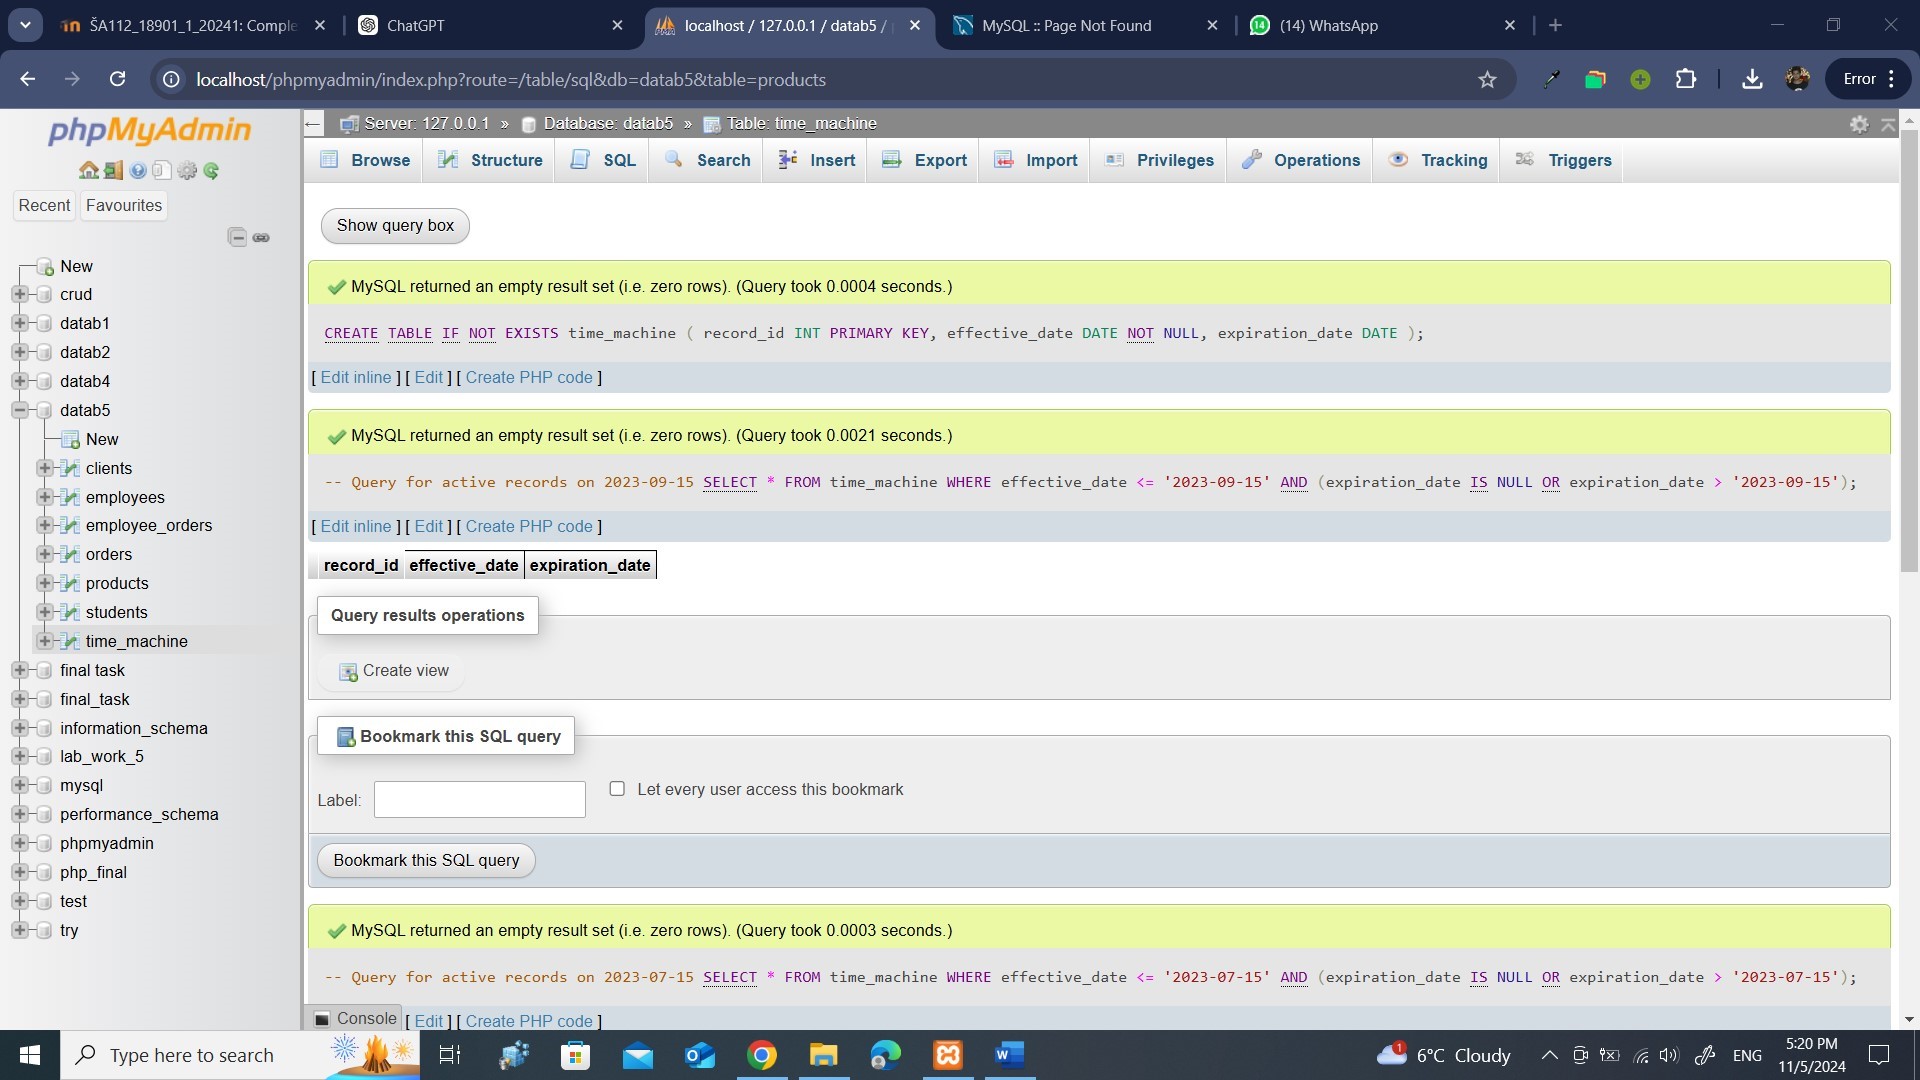 ŠA112_18901_1_20241: Comple
ChatGPT
localhost / 127.0.0.1 / datab5 /
MySQL :: Page Not Found
(14) WhatsApp
localhost/phpmyadmin/index.php?route=/table/sql&db=datab5&table=products
Error
phpMyAdmin
Recent
Favourites
New
crud
datab1
datab2
datab4
datab5
New
clients
employees
employee_orders
orders
products
students
time_machine
final task
final_task
information_schema
lab_work_5
mysql
performance_schema
phpmyadmin
php_final
test
try
Server: 127.0.0.1 » Database: datab5 » Table: time_machine
Browse Structure SQL Search Insert Export Import Privileges Operations Tracking Triggers
Show query box
MySQL returned an empty result set (i.e. zero rows). (Query took 0.0004 seconds.)
CREATE TABLE IF NOT EXISTS time_machine ( record_id INT PRIMARY KEY, effective_date DATE NOT NULL, expiration_date DATE );
[ Edit inline ] [ Edit ] [ Create PHP code ]
MySQL returned an empty result set (i.e. zero rows). (Query took 0.0021 seconds.)
-- Query for active records on 2023-09-15 SELECT * FROM time_machine WHERE effective_date <= '2023-09-15' AND (expiration_date IS NULL OR expiration_date > '2023-09-15');
[ Edit inline ] [ Edit ] [ Create PHP code ]
record_id effective_date expiration_date
Query results operations
Create view
Bookmark this SQL query
Label:
Let every user access this bookmark
Bookmark this SQL query
MySQL returned an empty result set (i.e. zero rows). (Query took 0.0003 seconds.)
-- Query for active records on 2023-07-15 SELECT * FROM time_machine WHERE effective_date <= '2023-07-15' AND (expiration_date IS NULL OR expiration_date > '2023-07-15');
Console [ Edit ] [ Create PHP code ]
Type here to search
6°C Cloudy
ENG
5:20 PM
11/5/2024